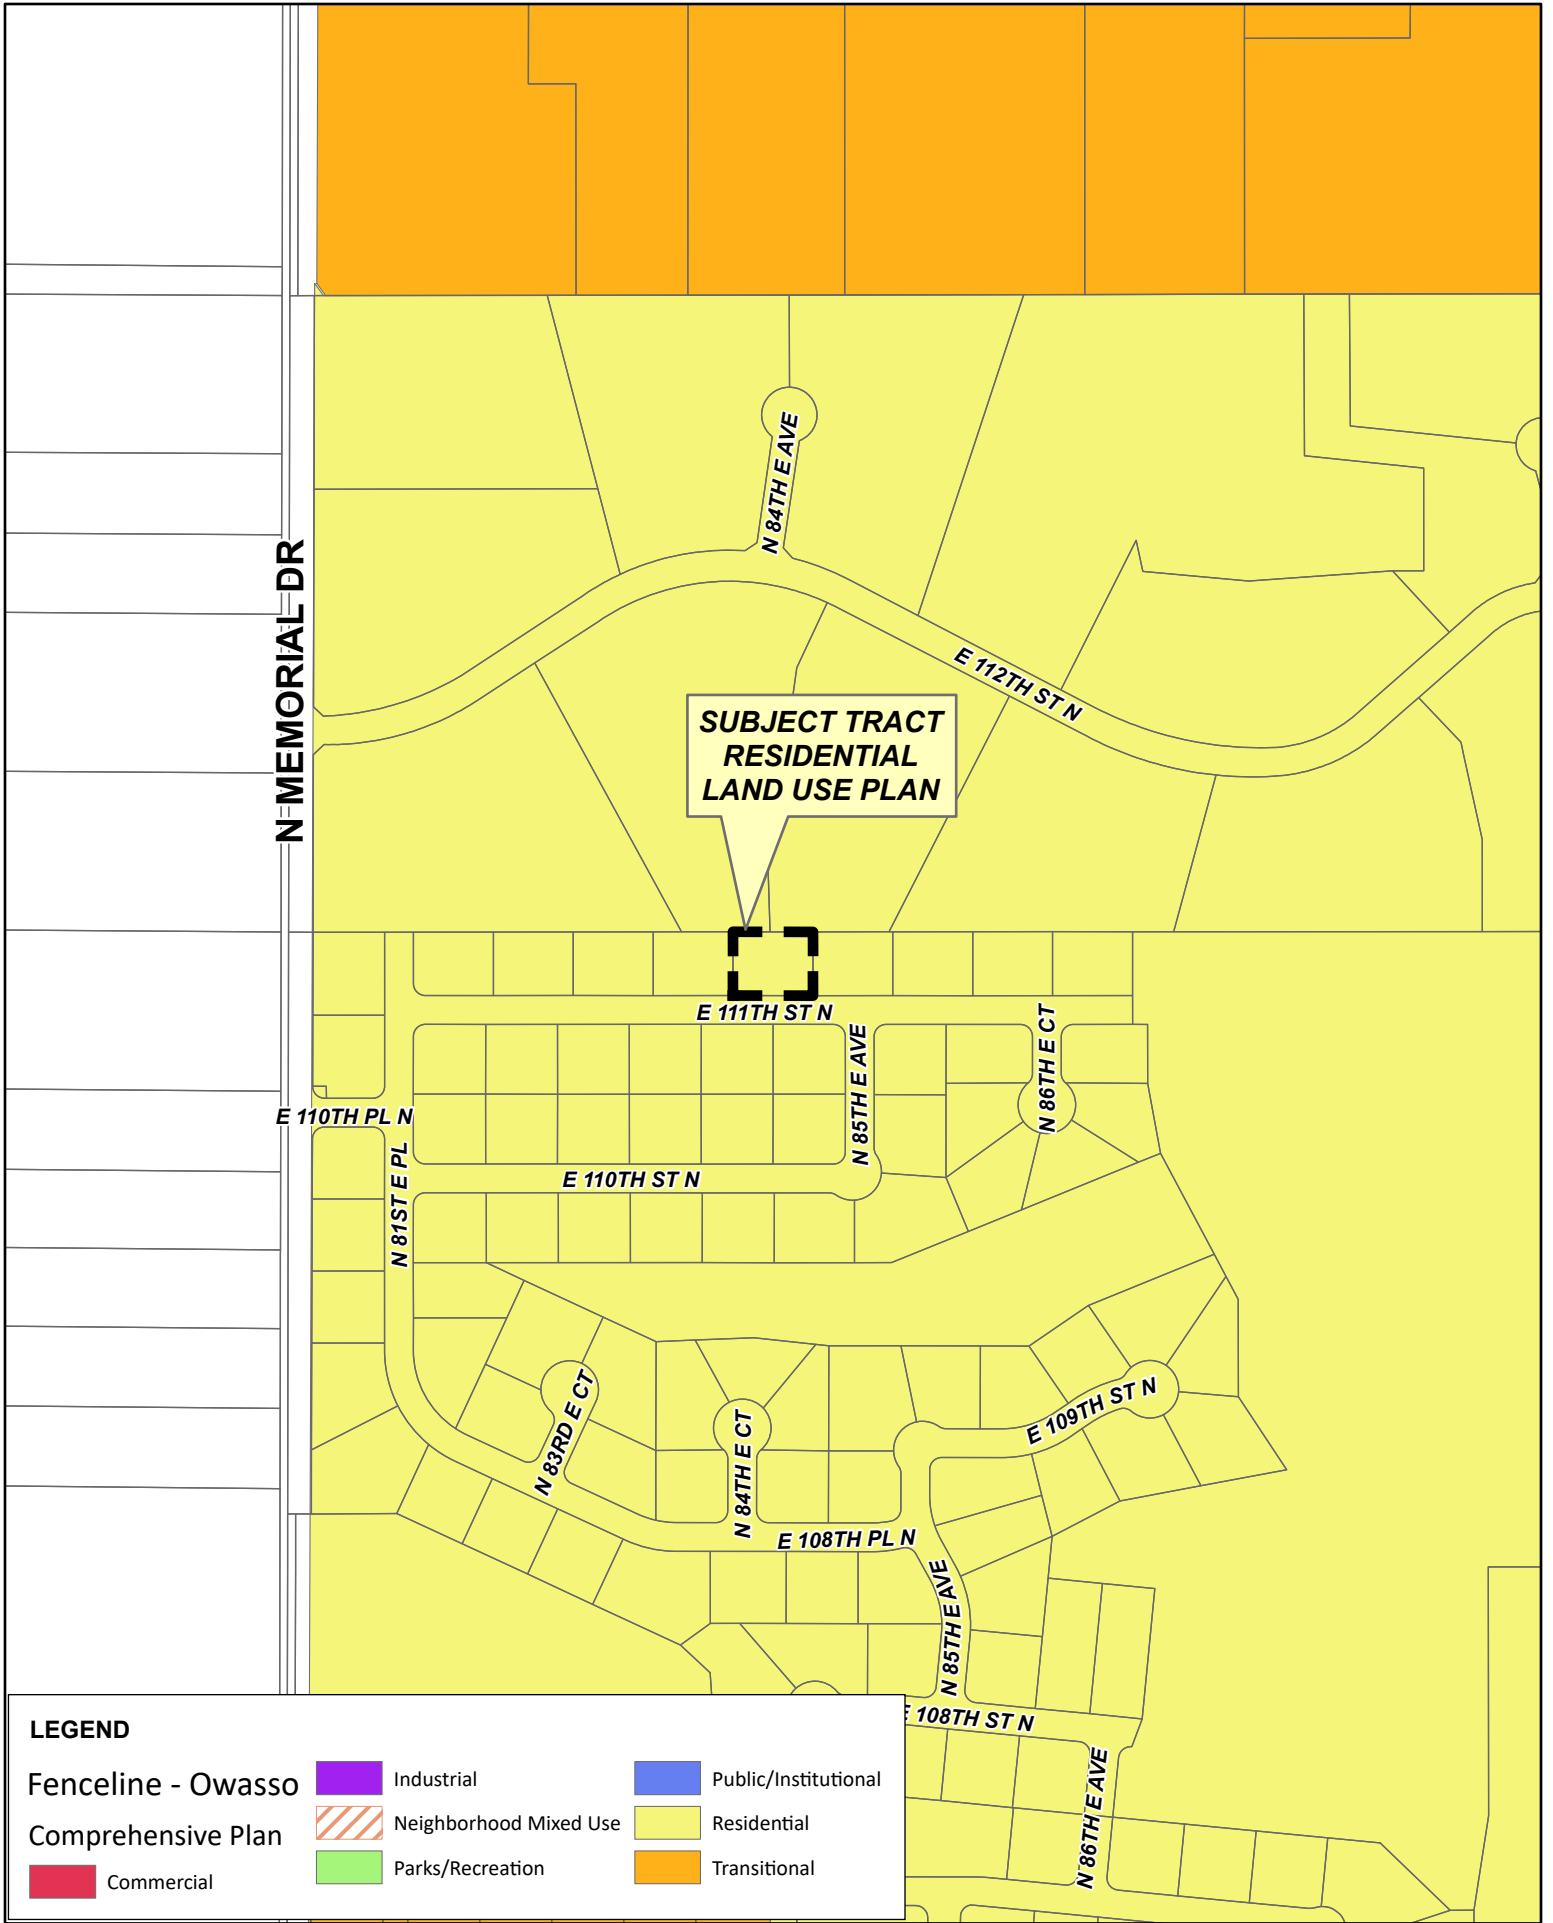 N 84TH E AVE
N MEMORIAL DR
E 112TH ST N
SUBJECT TRACT
RESIDENTIAL
LAND USE PLAN
E 111TH ST N
N 85TH E AVE
N 86TH E CT
E 110TH PL N
N 81ST E PL
E 110TH ST N
N 83RD E CT
N 84TH E CT
E 109TH ST N
E 108TH PL N
N 85TH E AVE
E 108TH ST N
N 86TH E AVE
LEGEND
Fenceline - Owasso
Comprehensive Plan
Commercial
Industrial
Neighborhood Mixed Use
Parks/Recreation
Public/Institutional
Residential
Transitional